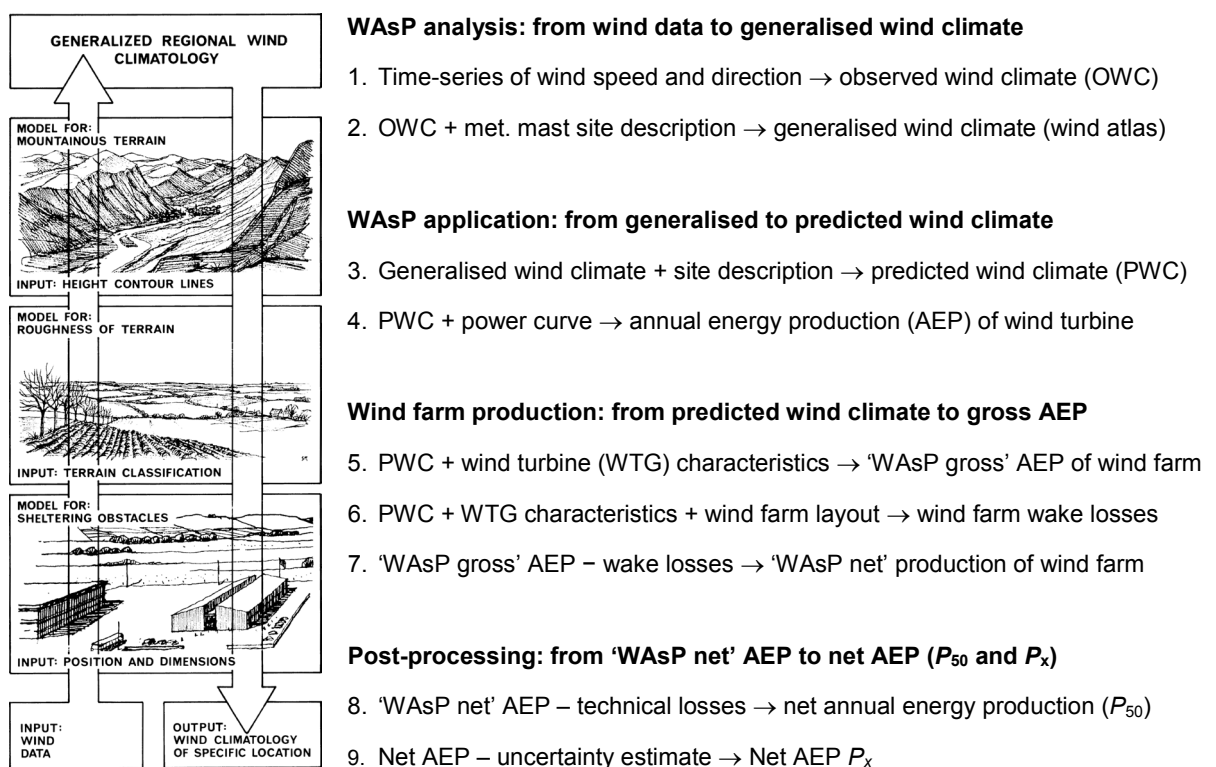 GENERALIZED REGIONAL WIND
CLIMATOLOGY
MODEL FOR:
MOUNTAINOUS TERRAIN
INPUT: HEIGHT CONTOUR LINES
MODEL FOR:
ROUGHNESS OF TERRAIN
INPUT: TERRAIN CLASSIFICATION
MODEL FOR:
SHELTERING OBSTACLES
INPUT: POSITION AND DIMENSIONS
INPUT:
WIND
DATA
OUTPUT:
WIND CLIMATOLOGY
OF SPECIFIC LOCATION
WAsP analysis: from wind data to generalised wind climate
1. Time-series of wind speed and direction → observed wind climate (OWC)
2. OWC + met. mast site description → generalised wind climate (wind atlas)
WAsP application: from generalised to predicted wind climate
3. Generalised wind climate + site description → predicted wind climate (PWC)
4. PWC + power curve → annual energy production (AEP) of wind turbine
Wind farm production: from predicted wind climate to gross AEP
5. PWC + wind turbine (WTG) characteristics → ‘WAsP gross’ AEP of wind farm
6. PWC + WTG characteristics + wind farm layout → wind farm wake losses
7. ‘WAsP gross’ AEP − wake losses → ‘WAsP net’ production of wind farm
Post-processing: from ‘WAsP net’ AEP to net AEP (P50 and Px)
8. ‘WAsP net’ AEP – technical losses → net annual energy production (P50)
9. Net AEP – uncertainty estimate → Net AEP Px